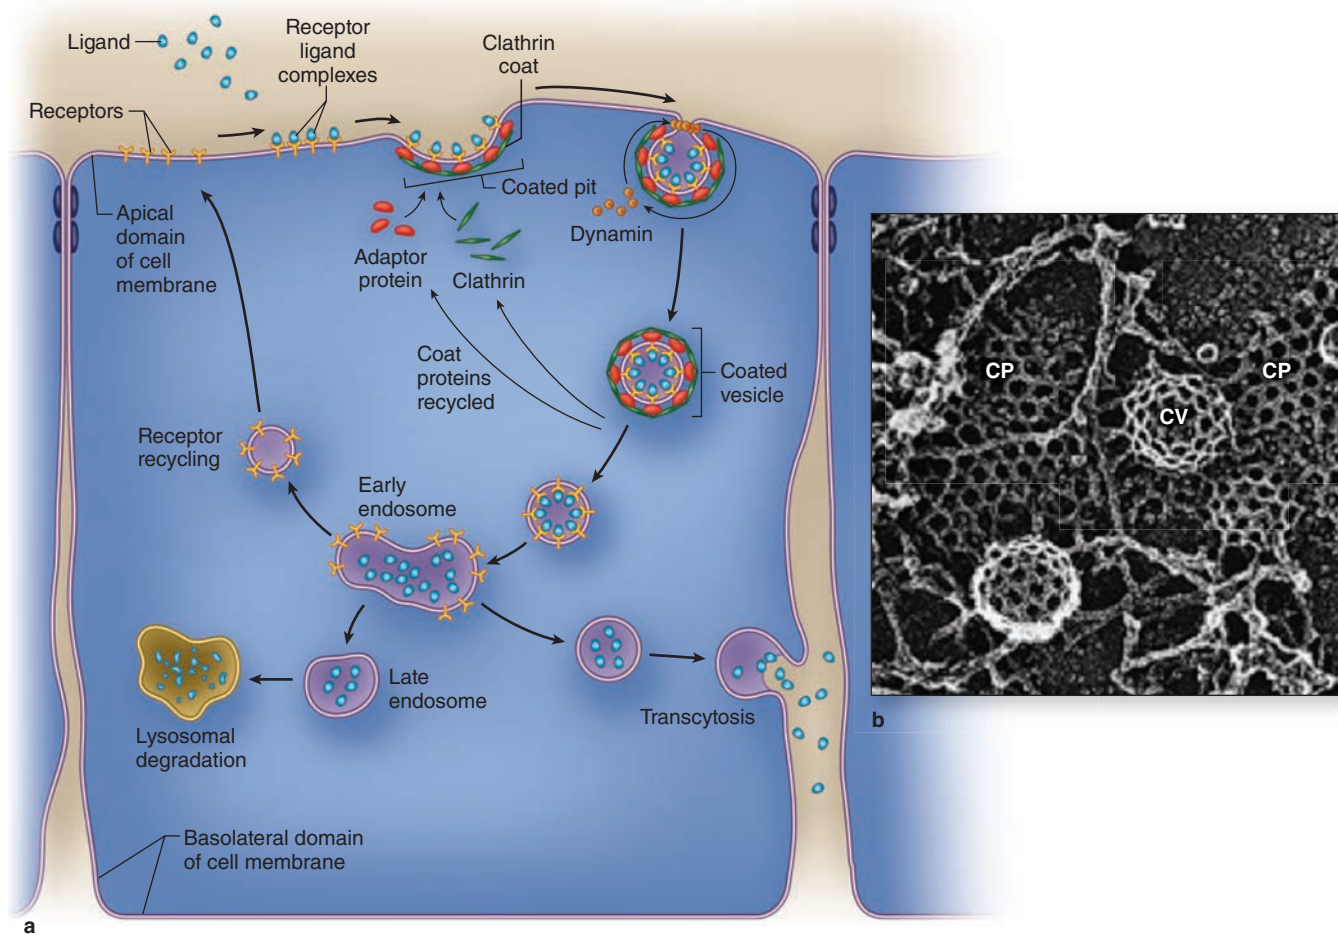 Ligand
Receptor
ligand
complexes
Clathrin
coat
Receptors
Coated pit
Apical
domain
of cell
membrane
Adaptor
protein
Clathrin
Dynamin
CP
CP
CV
Coat
proteins
recycled
Coated
vesicle
Receptor
recycling
Early
endosome
Late
endosome
Transcytosis
Lysosomal
degradation
b
Basolateral domain
of cell membrane
a